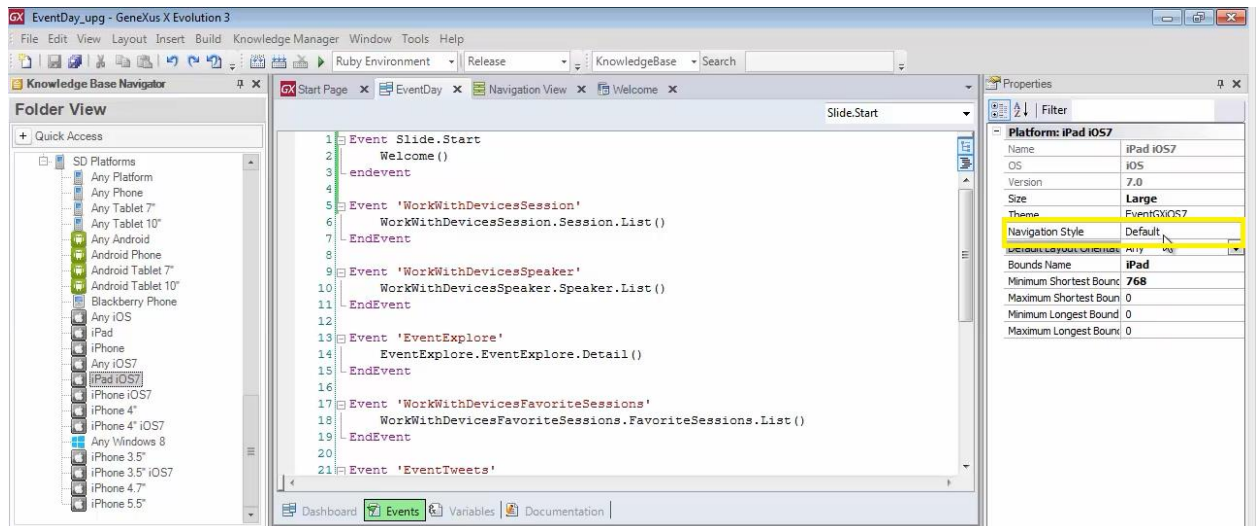 EventDay_upg - GeneXus X Evolution 3
File Edit View Layout Insert Build Knowledge Manager Window Tools Help
Ruby Environment Release KnowledgeBase Search
Knowledge Base Navigator
Folder View
Quick Access
SD Platforms
Any Platform
Any Phone
Any Tablet 7"
Any Tablet 10"
Any Android
Android Phone
Android Tablet 7"
Android Tablet 10"
Blackberry Phone
Any iOS
iPad
iPhone
Any iOS7
iPad iOS7
iPhone iOS7
iPhone 4"
iPhone 4" iOS7
Any Windows 8
iPhone 3.5"
iPhone 3.5" iOS7
iPhone 4.7"
iPhone 5.5"
Start Page EventDay Navigation View Welcome
Slide.Start
1 Event Slide.Start
2 Welcome()
3 endevent
4
5 Event 'WorkWithDevicesSession'
6 WorkWithDevicesSession.Session.List()
7 EndEvent
8
9 Event 'WorkWithDevicesSpeaker'
10 WorkWithDevicesSpeaker.Speaker.List()
11 EndEvent
12
13 Event 'EventExplore'
14 EventExplore.EventExplore.Detail()
15 EndEvent
16
17 Event 'WorkWithDevicesFavoriteSessions'
18 WorkWithDevicesFavoriteSessions.FavoriteSessions.List()
19 EndEvent
20
21 Event 'EventTweets'
Dashboard Events Variables Documentation
Properties
Filter
Platform: iPad iOS7
Name iPad iOS7
OS iOS
Version 7.0
Size Large
Theme EventGXiOS7
Navigation Style Default
Default Layout Orientat Any
Bounds Name iPad
Minimum Shortest Bounc 768
Maximum Shortest Boun 0
Minimum Longest Bound 0
Maximum Longest Bounc 0